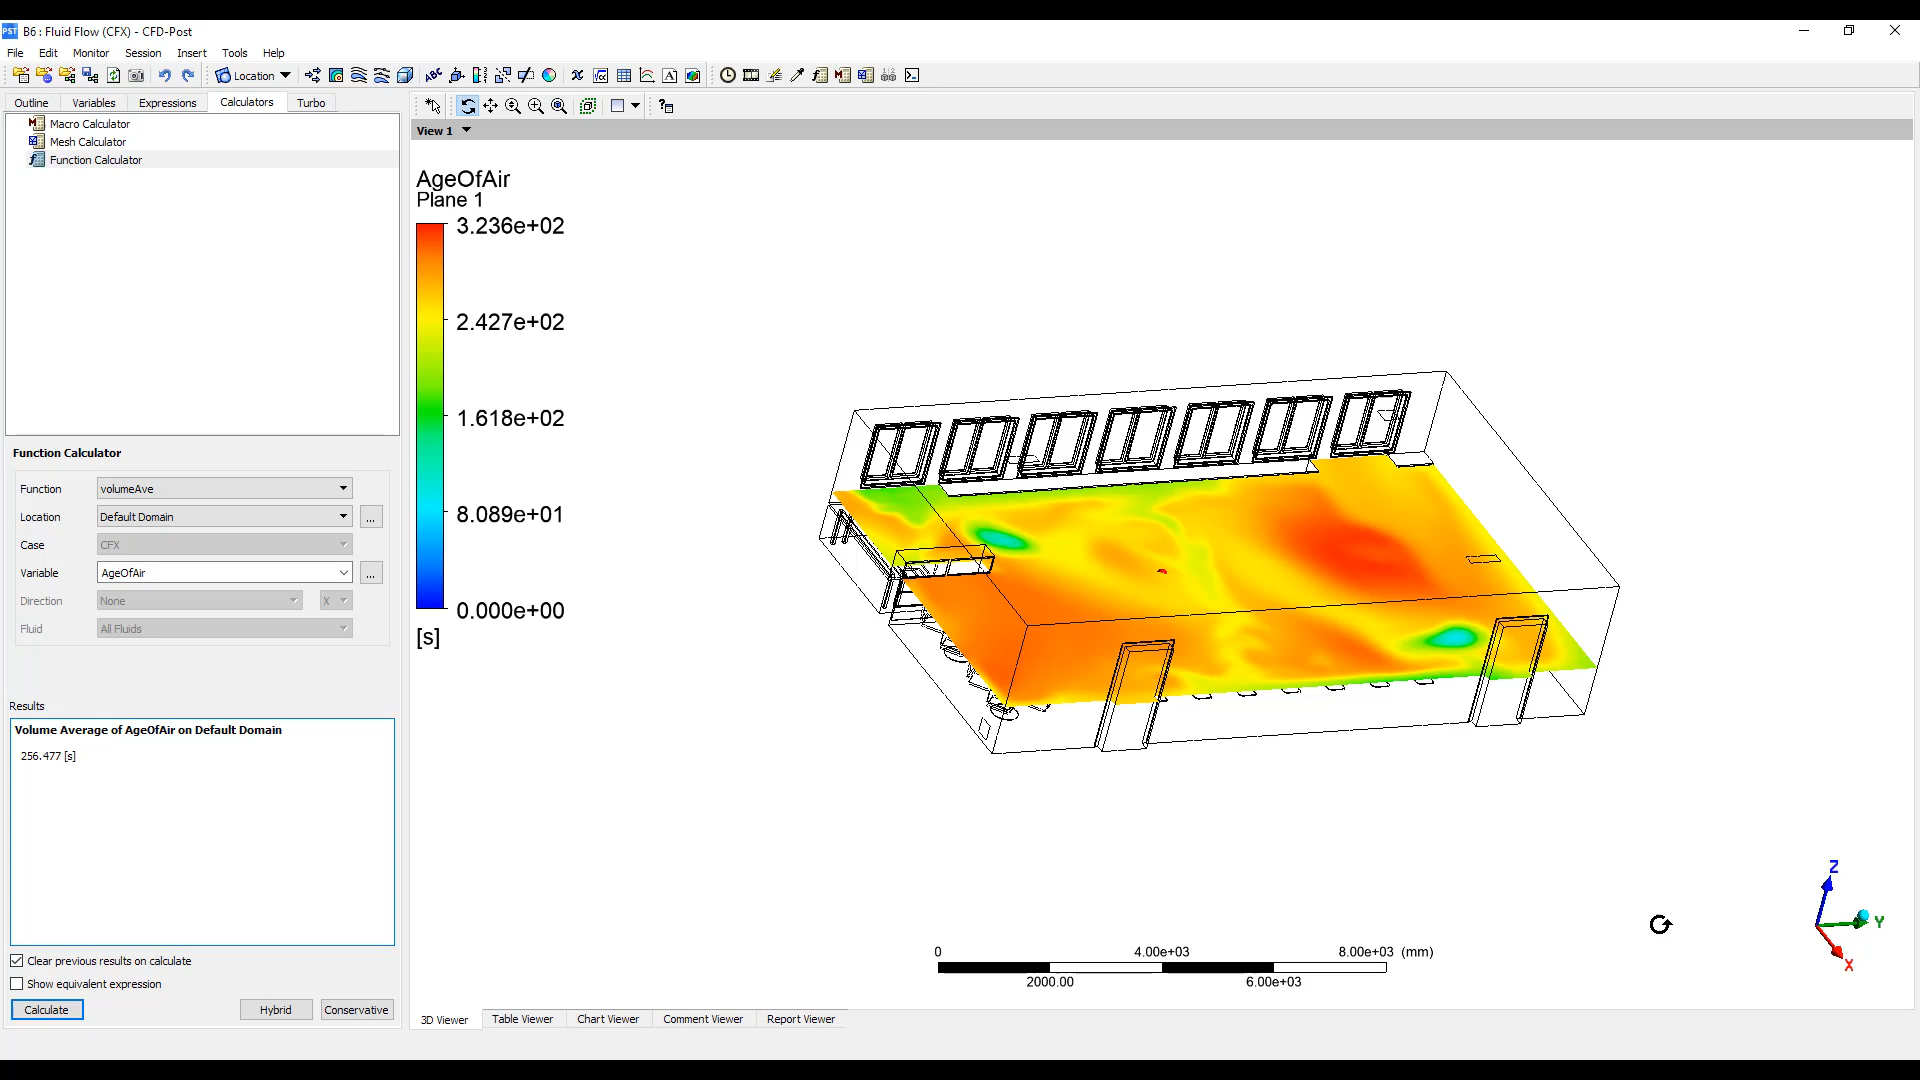 B6 : Fluid Flow (CFX) - CFD-Post
File Edit Monitor Session Insert Tools Help
Location
Outline Variables Expressions Calculators Turbo
Macro Calculator
Mesh Calculator
Function Calculator
View 1
AgeOfAir
Plane 1
3.236e+02
2.427e+02
1.618e+02
8.089e+01
0.000e+00
[s]
Function Calculator
Function volumeAve
Location Default Domain ...
Case CFX
Variable AgeOfAir ...
Direction None X
Fluid All Fluids
Results
Volume Average of AgeOfAir on Default Domain
256.477 [s]
Clear previous results on calculate
Show equivalent expression
Calculate Hybrid Conservative
0 4.00e+03 8.00e+03 (mm)
2000.00 6.00e+03
Z
Y
X
3D Viewer Table Viewer Chart Viewer Comment Viewer Report Viewer